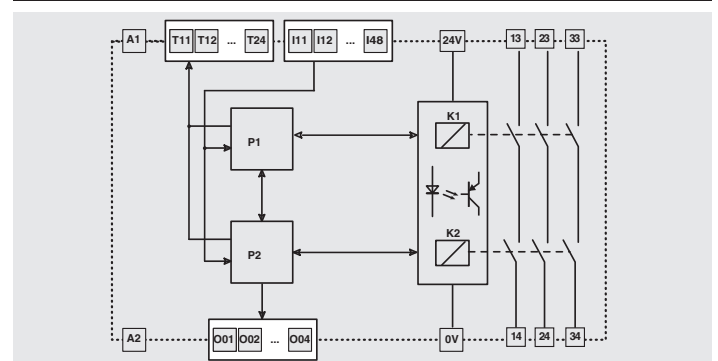 A1 T11 T12 ... T24 I11 I12 ... I48 24V 13 23 33
K1
P1
K2
P2
A2 O01 O02 ... O04 0V 14 24 34